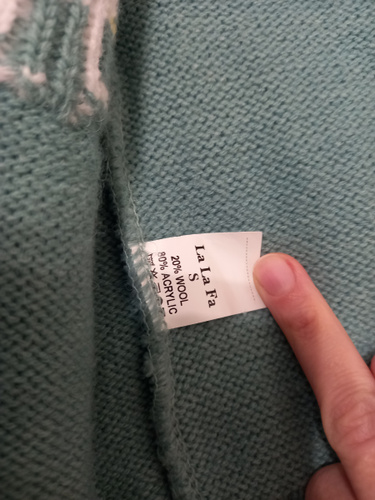 La La Fa
S
20% WOOL
80% ACRYLIC